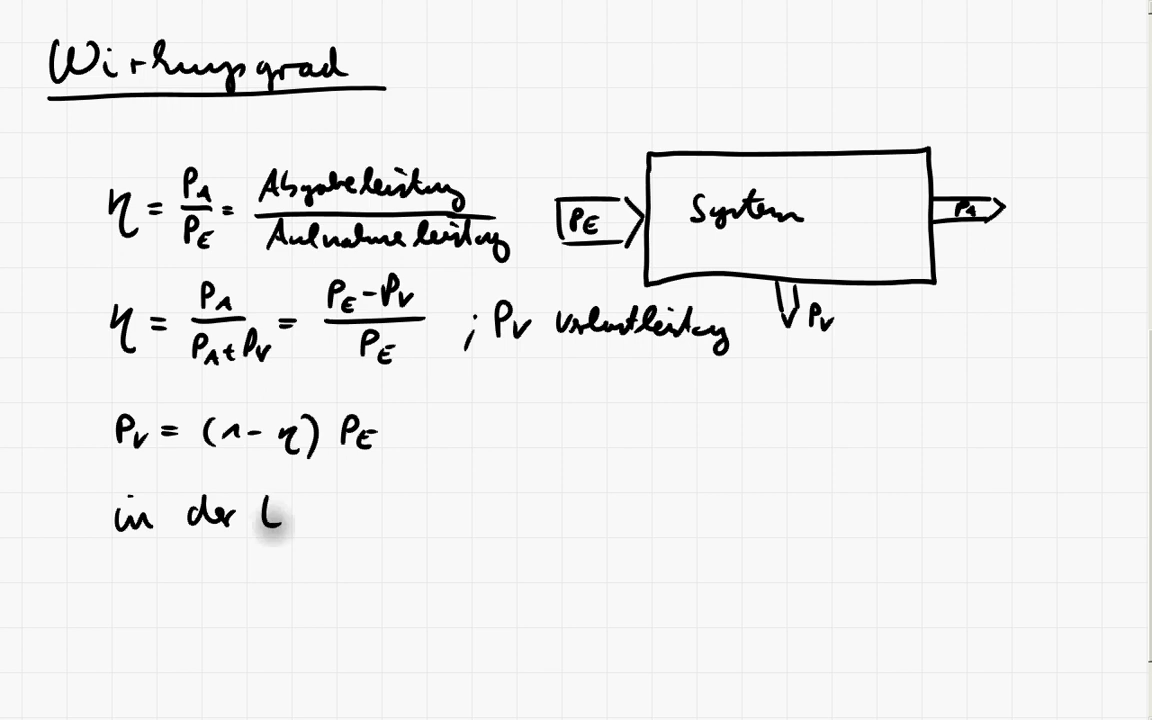 Wirkungsgrad
η = P_A / P_E = Abgabeleistung / Aufnahmeleistung
P_E
System
P_A
P_V
η = P_A / (P_A + P_V) = (P_E - P_V) / P_E ; P_V Verlustleistung
P_V = (1 - η) P_E
in der L